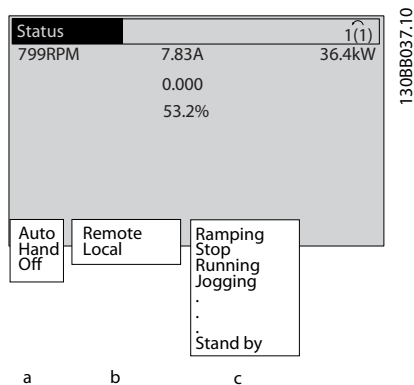 Status
1(1)
799RPM 7.83A 36.4kW
0.000
53.2%
Auto
Hand
Off
Remote
Local
Ramping
Stop
Running
Jogging
.
.
.
Stand by
a b c
130BB037.10